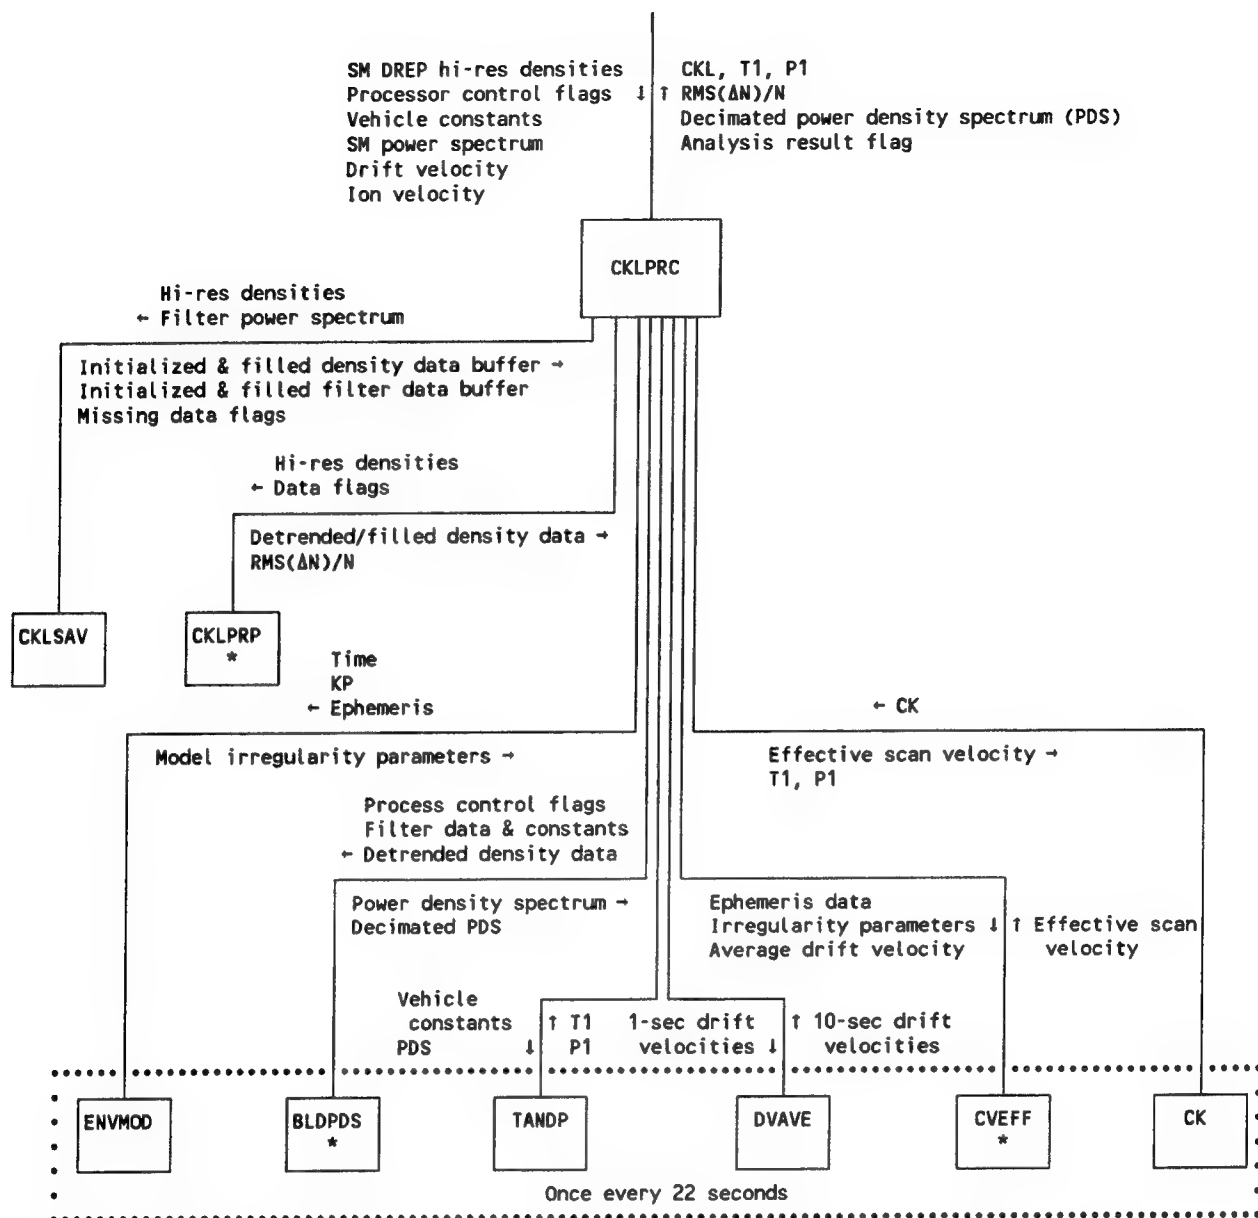 SM DREP hi-res densities
Processor control flags ↓
Vehicle constants
SM power spectrum
Drift velocity
Ion velocity
CKL, T1, P1
↑ RMS(ΔN)/N
Decimated power density spectrum (PDS)
Analysis result flag
CKLPRC
Hi-res densities
← Filter power spectrum
Initialized & filled density data buffer →
Initialized & filled filter data buffer
Missing data flags
Hi-res densities
← Data flags
Detrended/filled density data →
RMS(ΔN)/N
CKLSAV
CKLPRP
*
Time
KP
← Ephemeris
Model irregularity parameters →
← CK
Effective scan velocity →
T1, P1
Process control flags
Filter data & constants
← Detrended density data
Power density spectrum →
Decimated PDS
Ephemeris data
Irregularity parameters ↓
Average drift velocity
↑ Effective scan
velocity
Vehicle
constants
PDS ↓
↑ T1
P1
1-sec drift
velocities ↓
↑ 10-sec drift
velocities
ENVMOD
BLDPDS
*
TANDP
DVAVE
CVEFF
*
CK
Once every 22 seconds